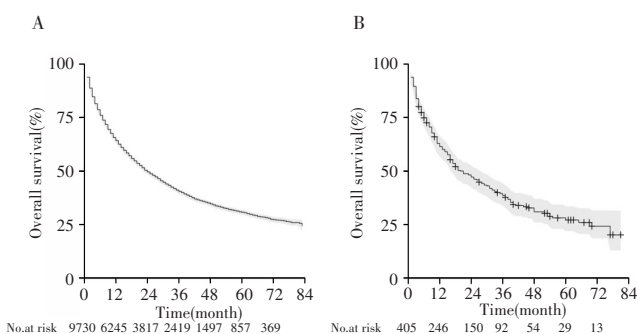 A
100
75
50
25
0
Overall survival(%)
0 12 24 36 48 60 72 84
Time(month)
No.at risk 9730 6245 3817 2419 1497 857 369
B
100
75
50
25
0
Overall survival(%)
0 12 24 36 48 60 72 84
Time(month)
No.at risk 405 246 150 92 54 29 13